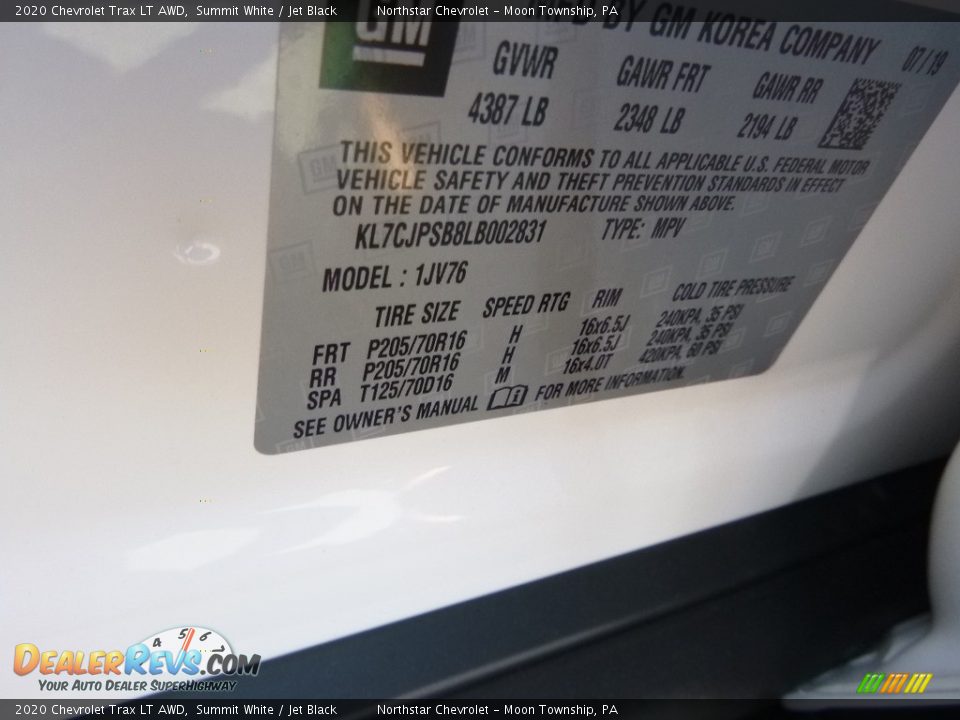 2020 Chevrolet Trax LT AWD, Summit White / Jet Black Northstar Chevrolet - Moon Township, PA
GM
BY GM KOREA COMPANY 07/19
GVWR GAWR FRT GAWR RR
4387 LB 2348 LB 2194 LB
THIS VEHICLE CONFORMS TO ALL APPLICABLE U.S. FEDERAL MOTOR
VEHICLE SAFETY AND THEFT PREVENTION STANDARDS IN EFFECT
ON THE DATE OF MANUFACTURE SHOWN ABOVE.
KL7CJPSB8LB002831 TYPE: MPV
MODEL : 1JV76
TIRE SIZE SPEED RTG RIM COLD TIRE PRESSURE
FRT P205/70R16 H 16x6.5J 240KPA, 35 PSI
RR P205/70R16 H 16x6.5J 240KPA, 35 PSI
SPA T125/70D16 M 16x4.0T 420KPA, 60 PSI
SEE OWNER'S MANUAL FOR MORE INFORMATION.
4 5 6
DEALERREVS.COM
YOUR AUTO DEALER SUPERHIGHWAY
2020 Chevrolet Trax LT AWD, Summit White / Jet Black Northstar Chevrolet - Moon Township, PA